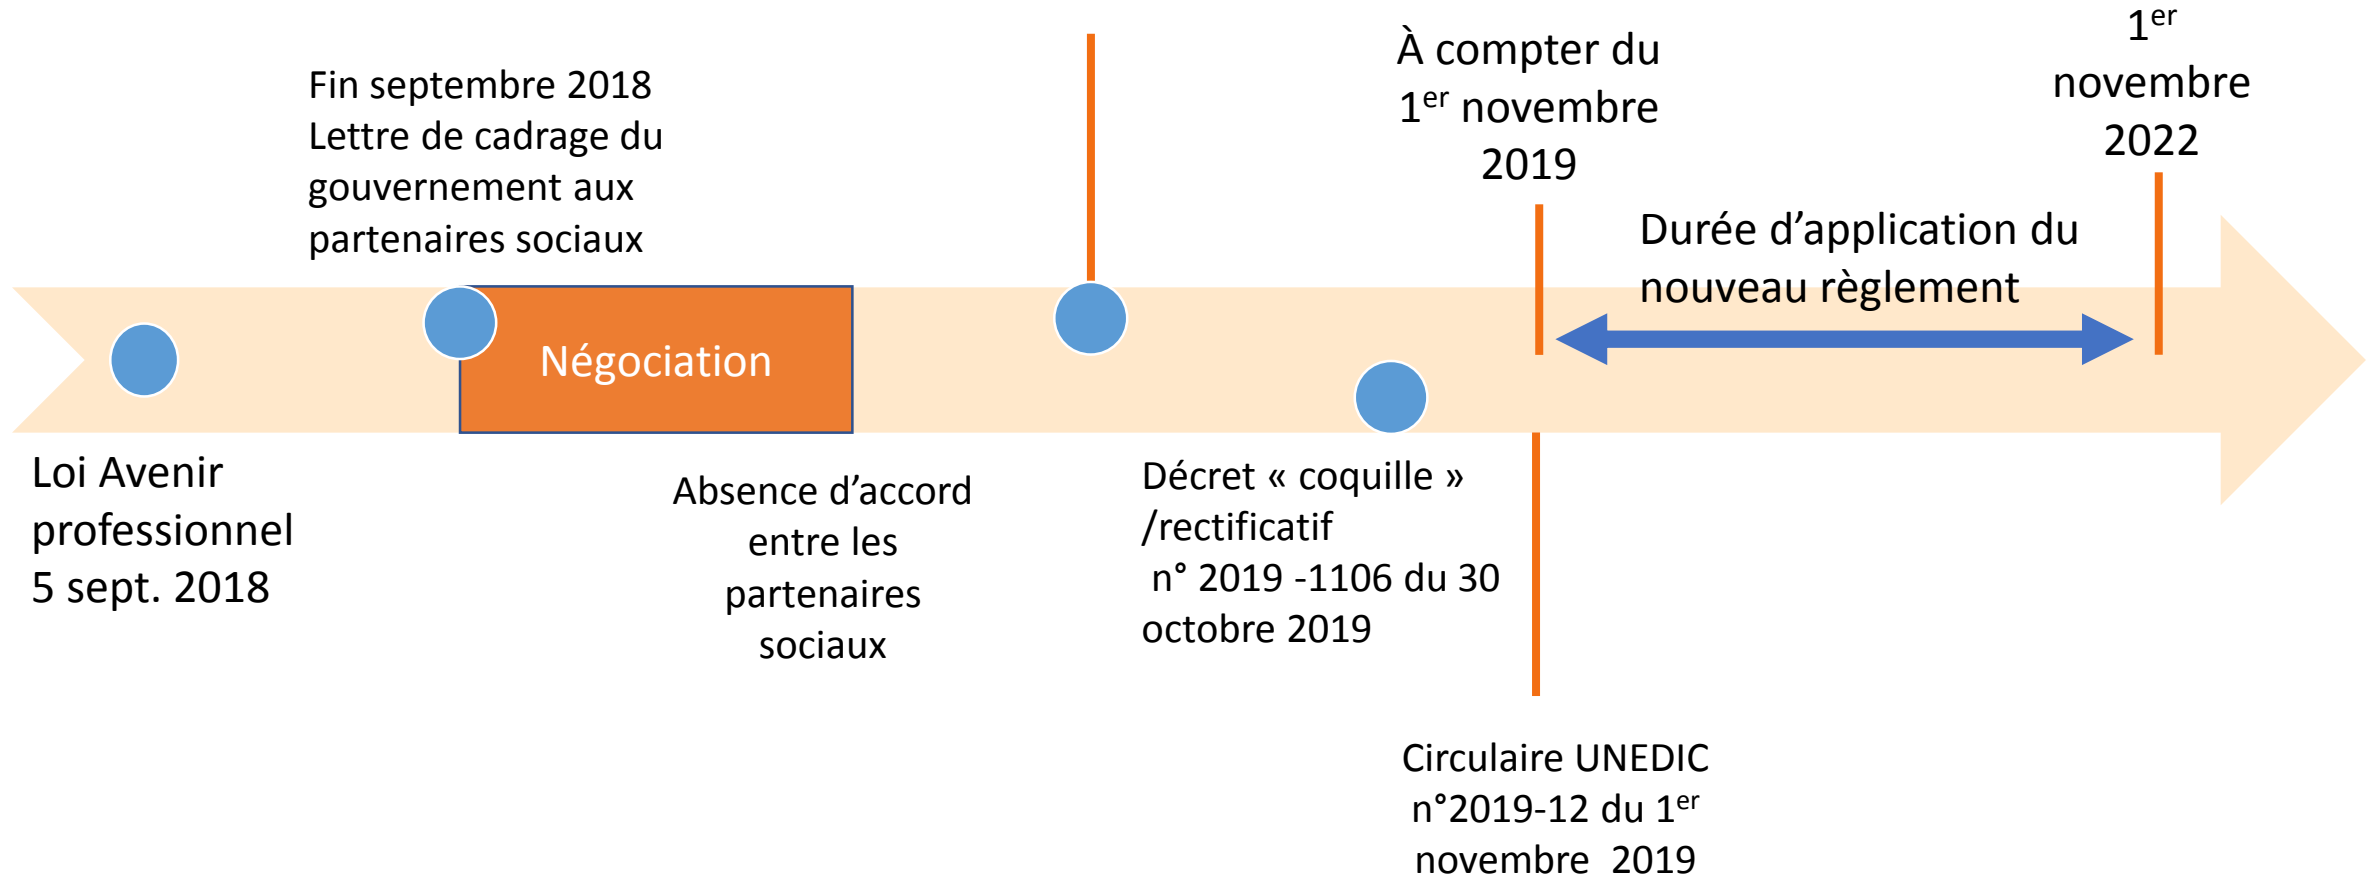 Fin septembre 2018
Lettre de cadrage du
gouvernement aux
partenaires sociaux
À compter du
1er novembre
2019
1er
novembre
2022
Durée d’application du
nouveau règlement
Négociation
Loi Avenir
professionnel
5 sept. 2018
Absence d’accord
entre les
partenaires
sociaux
Décret « coquille »
/rectificatif
n° 2019 -1106 du 30
octobre 2019
Circulaire UNEDIC
n°2019-12 du 1er
novembre  2019